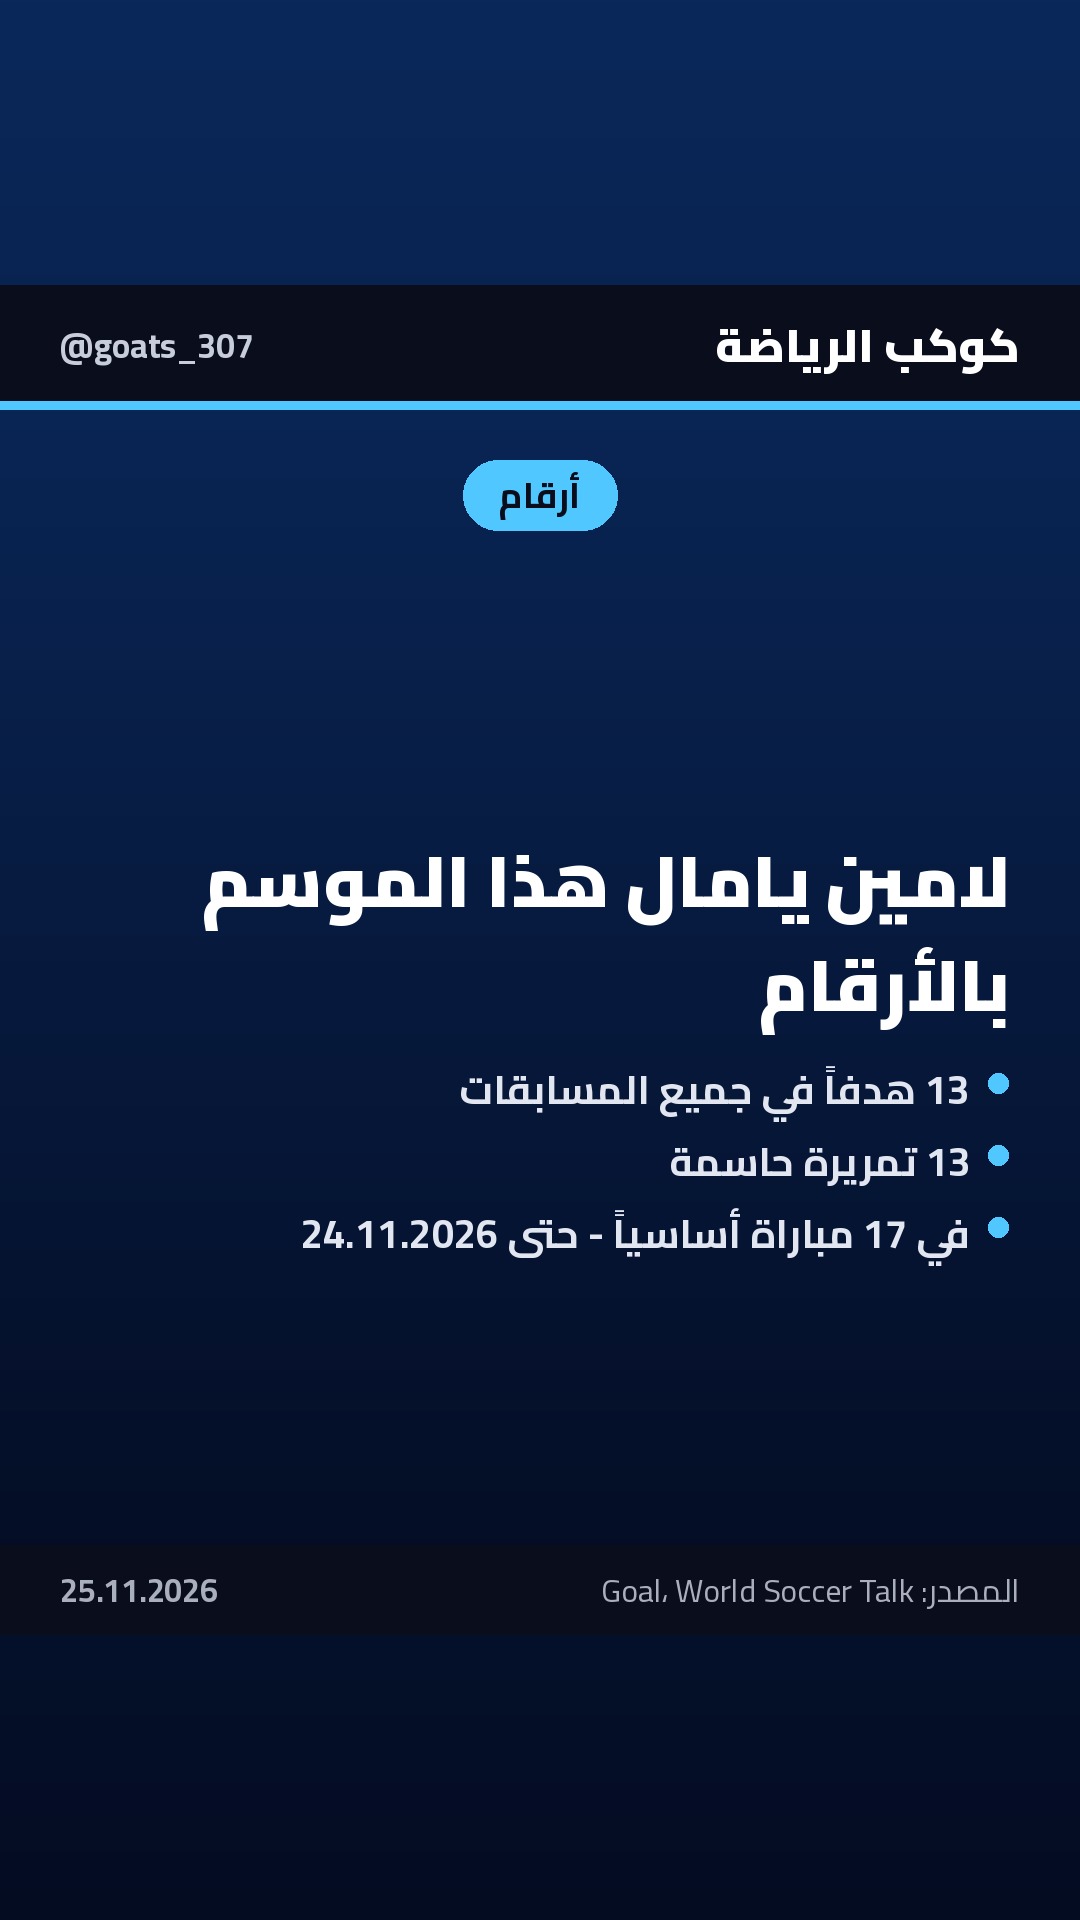 كوكب الرياضة
@goats_307
أرقام
لامين يامال هذا الموسم
بالأرقام
13 هدفاً في جميع المسابقات
13 تمريرة حاسمة
في 17 مباراة أساسياً - حتى 24.11.2026
المصدر: Goal، World Soccer Talk
25.11.2026